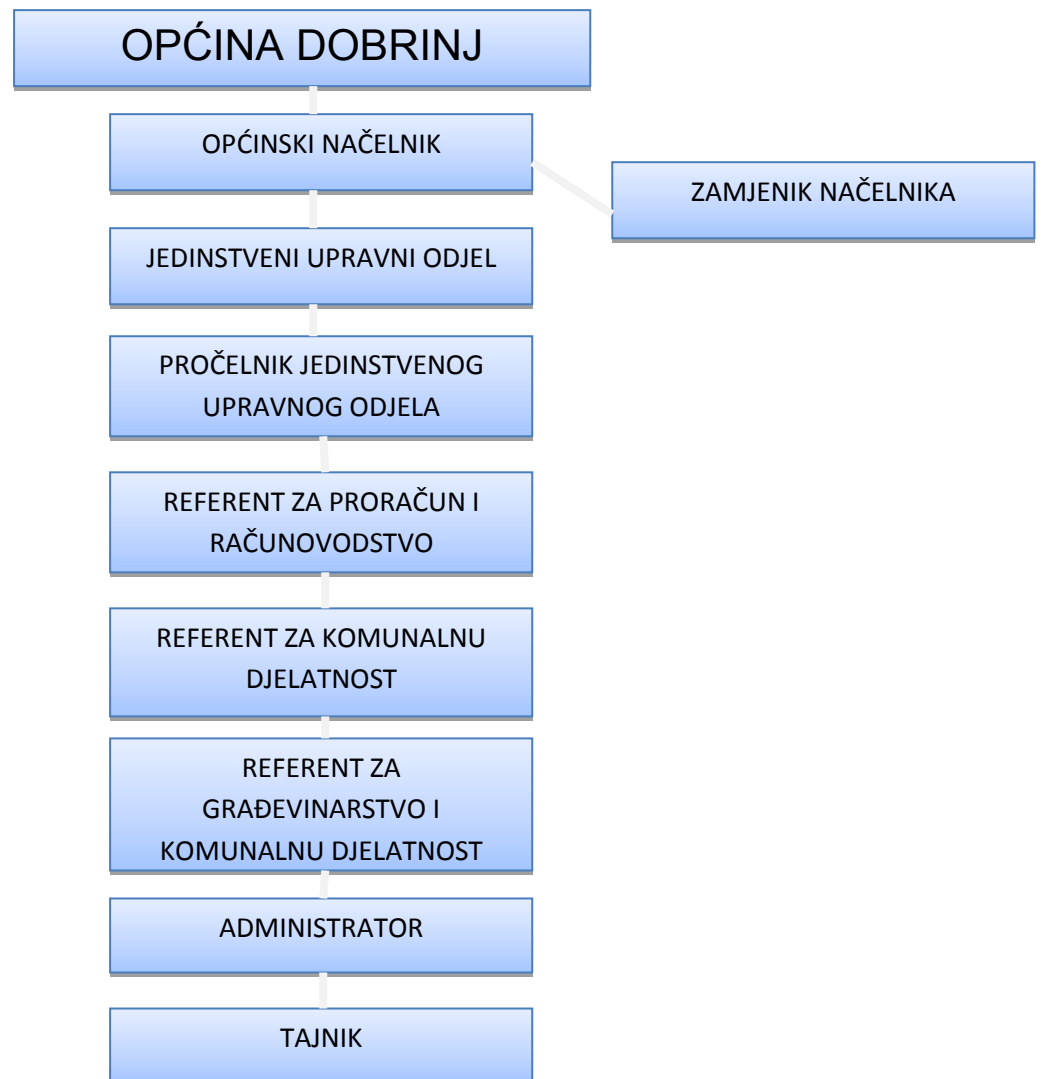 OPĆINA DOBRINJ
OPĆINSKI NAČELNIK
ZAMJENIK NAČELNIKA
JEDINSTVENI UPRAVNI ODJEL
PROČELNIK JEDINSTVENOG
UPRAVNOG ODJELA
REFERENT ZA PRORAČUN I
RAČUNOVODSTVO
REFERENT ZA KOMUNALNU
DJELATNOST
REFERENT ZA
GRAĐEVINARSTVO I
KOMUNALNU DJELATNOST
ADMINISTRATOR
TAJNIK